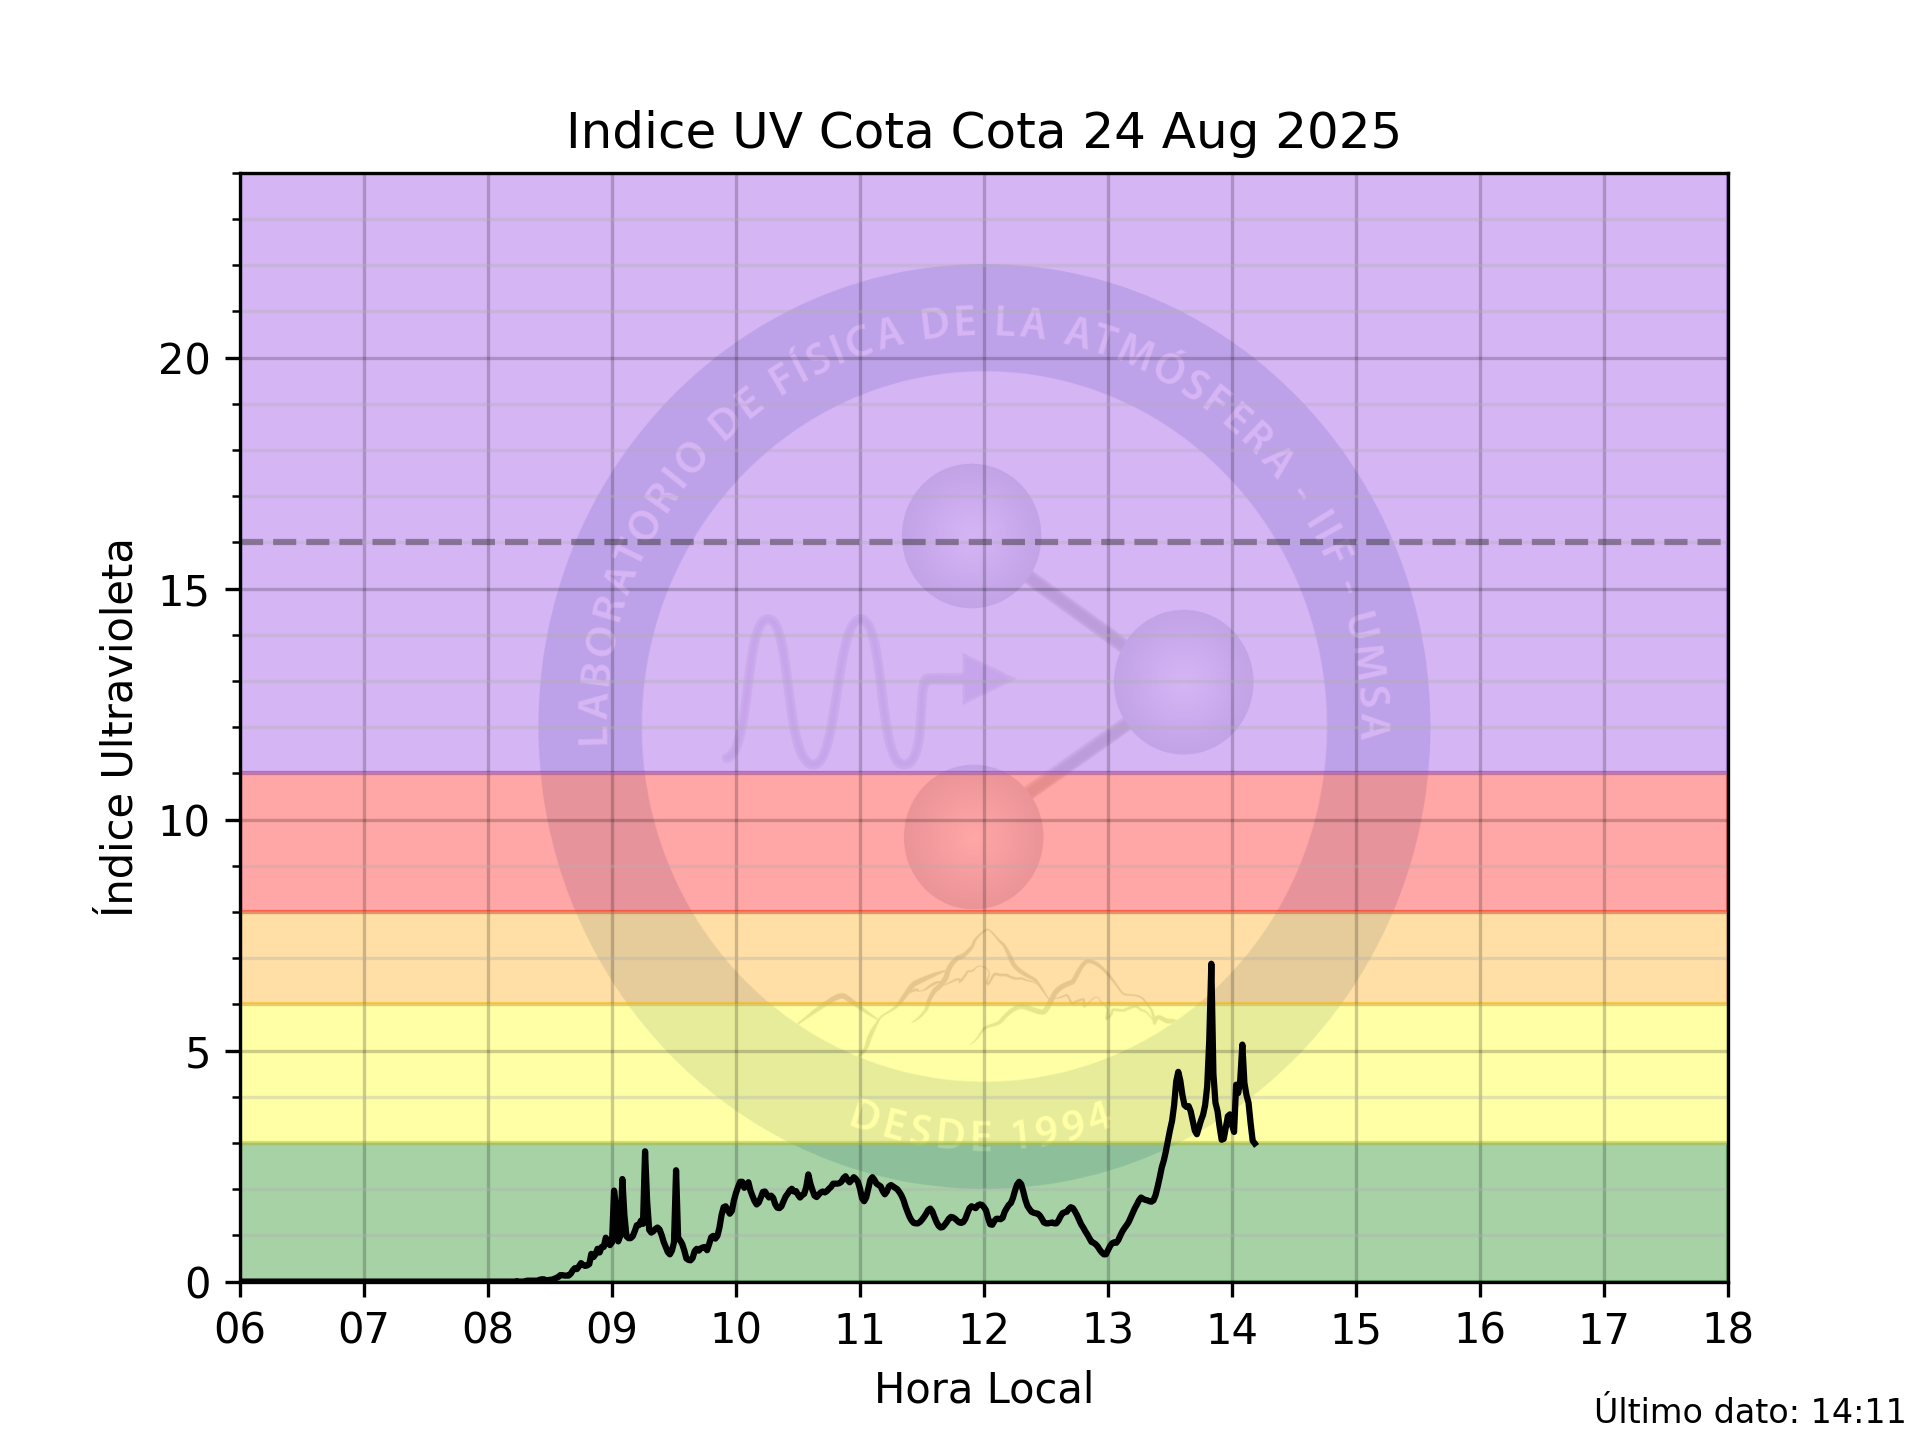 Indice UV Cota Cota 24 Aug 2025
LABORATORIO DE FÍSICA DE LA ATMÓSFERA - IIF - UMSA
DESDE 1994
Índice Ultravioleta
20
15
10
5
0
06 07 08 09 10 11 12 13 14 15 16 17 18
Hora Local
Último dato: 14:11